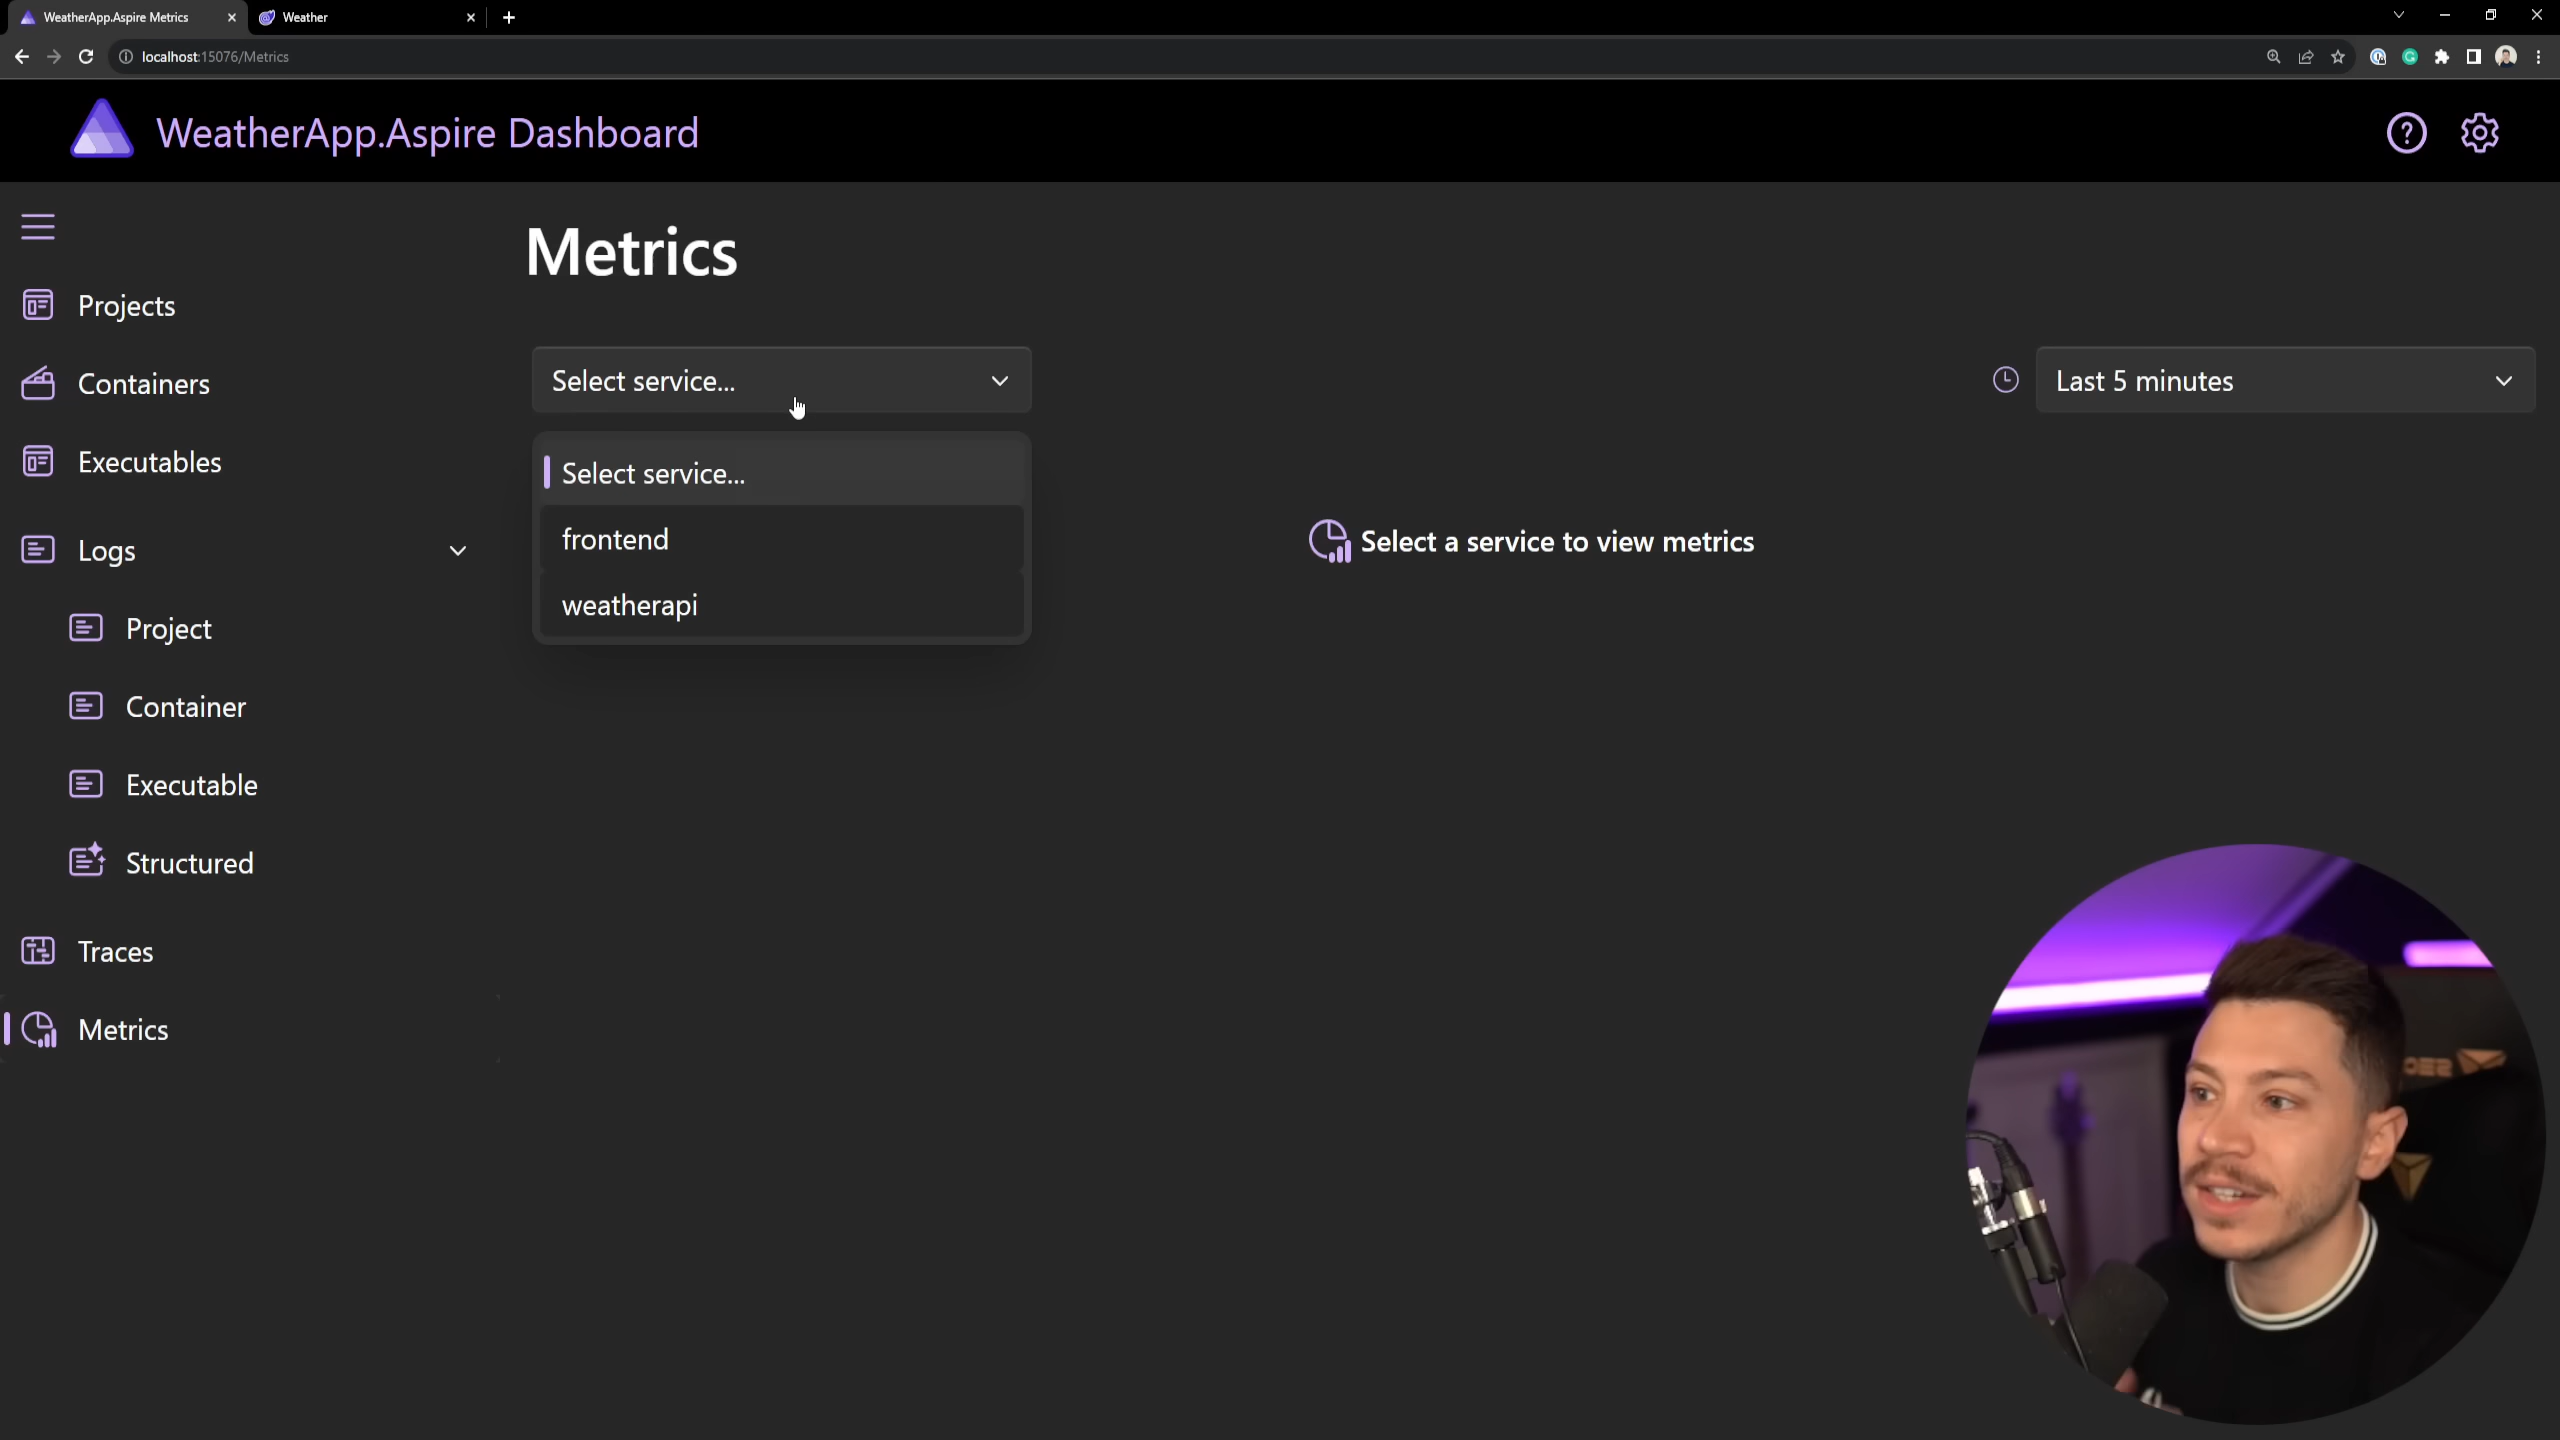 WeatherApp.Aspire Metrics
Weather
localhost:15076/Metrics
WeatherApp.Aspire Dashboard
Metrics
Projects
Containers
Executables
Logs
Project
Container
Executable
Structured
Traces
Metrics
Select service...
Last 5 minutes
Select service...
frontend
weatherapi
Select a service to view metrics